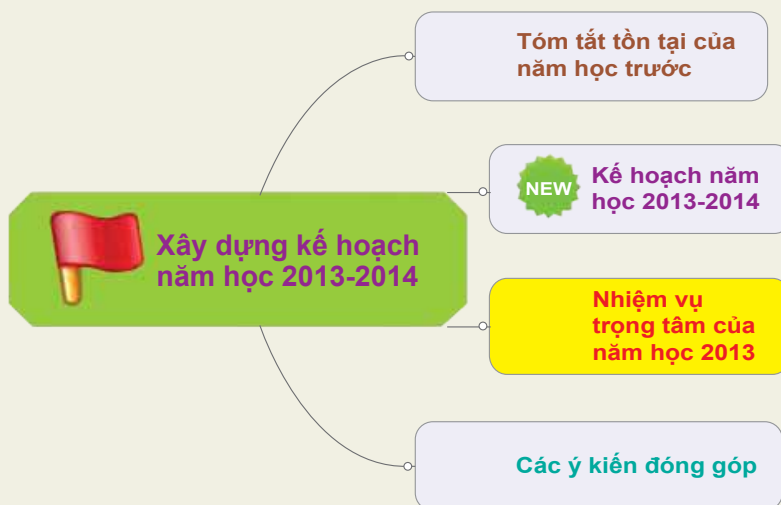 Tóm tắt tồn tại của
năm học trước
NEW
Kế hoạch năm
học 2013-2014
Xây dựng kế hoạch
năm học 2013-2014
Nhiệm vụ
trọng tâm của
năm học 2013
Các ý kiến đóng góp